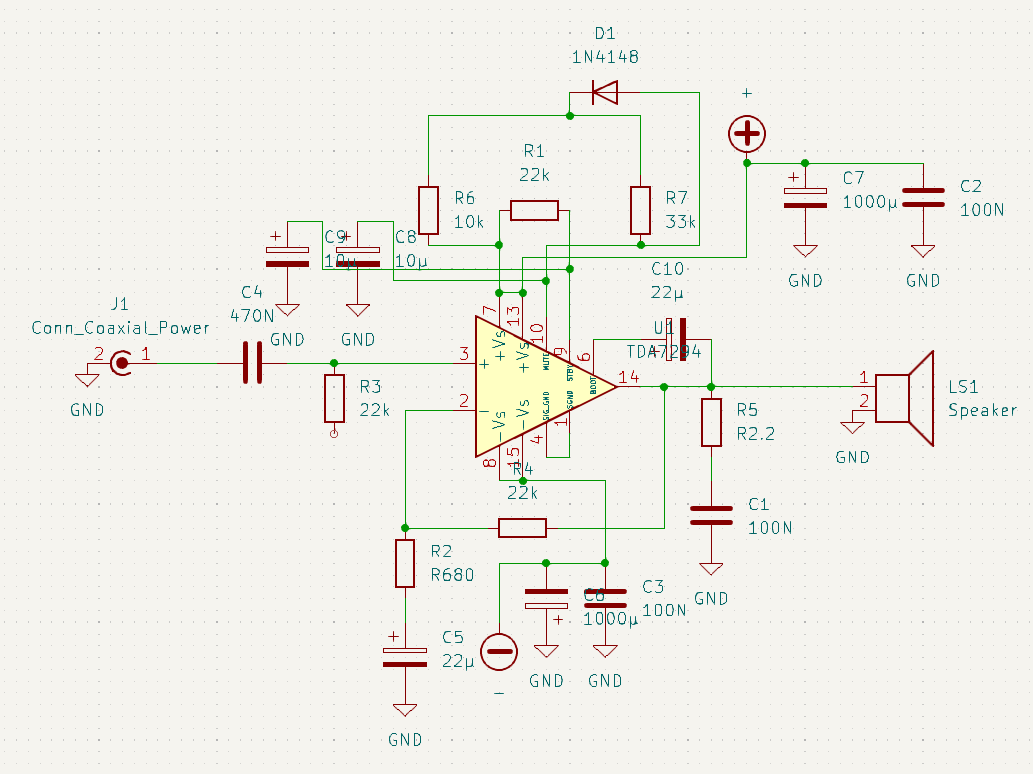 D1
1N4148
+
R1
22k
R6
10k
R7
33k
+
C7
1000µ
C2
100N
GND
GND
+
C9
10µ
+
C8
10µ
GND
GND
C10
22µ
+
U1
TDA7294
J1
Conn_Coaxial_Power
2
1
GND
C4
470N
R3
22k
3
2
7
13
10
9
6
14
8
15
4
1
+
-
+Vs
+Vs
MUTE
STBY
BOOT
-Vs
-Vs
SIG_GND
SGND
R4
22k
R5
R2.2
C1
100N
GND
1
2
LS1
Speaker
GND
R2
R680
+
C5
22µ
GND
C6
1000µ
+
C3
100N
GND
GND
-